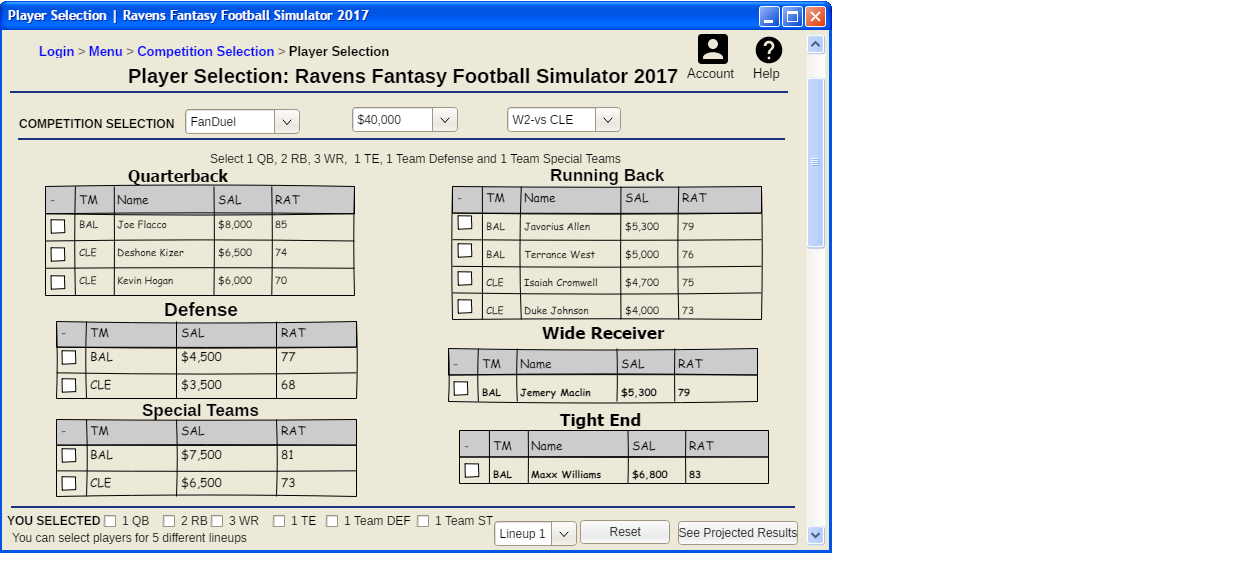 Player Selection | Ravens Fantasy Football Simulator 2017
Login > Menu > Competition Selection > Player Selection
Account Help
Player Selection: Ravens Fantasy Football Simulator 2017
COMPETITION SELECTION FanDuel $40,000 W2-vs CLE
Select 1 QB, 2 RB, 3 WR, 1 TE, 1 Team Defense and 1 Team Special Teams
Quarterback
- TM Name SAL RAT
BAL Joe Flacco $8,000 85
CLE Deshone Kizer $6,500 74
CLE Kevin Hogan $6,000 70
Defense
- TM SAL RAT
BAL $4,500 77
CLE $3,500 68
Special Teams
- TM SAL RAT
BAL $7,500 81
CLE $6,500 73
Running Back
- TM Name SAL RAT
BAL Javorius Allen $5,300 79
BAL Terrance West $5,000 76
CLE Isaiah Cromwell $4,700 75
CLE Duke Johnson $4,000 73
Wide Receiver
- TM Name SAL RAT
BAL Jemery Maclin $5,300 79
Tight End
- TM Name SAL RAT
BAL Maxx Williams $6,800 83
YOU SELECTED 1 QB 2 RB 3 WR 1 TE 1 Team DEF 1 Team ST
You can select players for 5 different lineups
Lineup 1 Reset See Projected Results